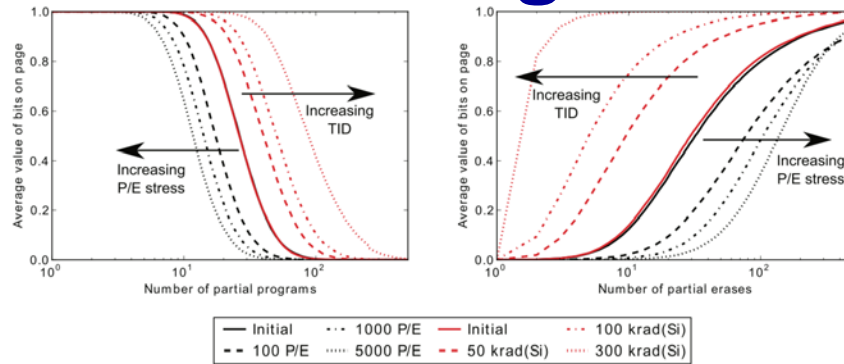 Average value of bits on page
1.0
0.8
0.6
0.4
0.2
0.0
10⁰
10¹
10²
Number of partial programs
Increasing
TID
Increasing
P/E stress
Average value of bits on page
1.0
0.8
0.6
0.4
0.2
0.0
10⁰
10¹
10²
Number of partial erases
Increasing
TID
Increasing
P/E stress
Initial
100 P/E
1000 P/E
5000 P/E
Initial
50 krad(Si)
100 krad(Si)
300 krad(Si)